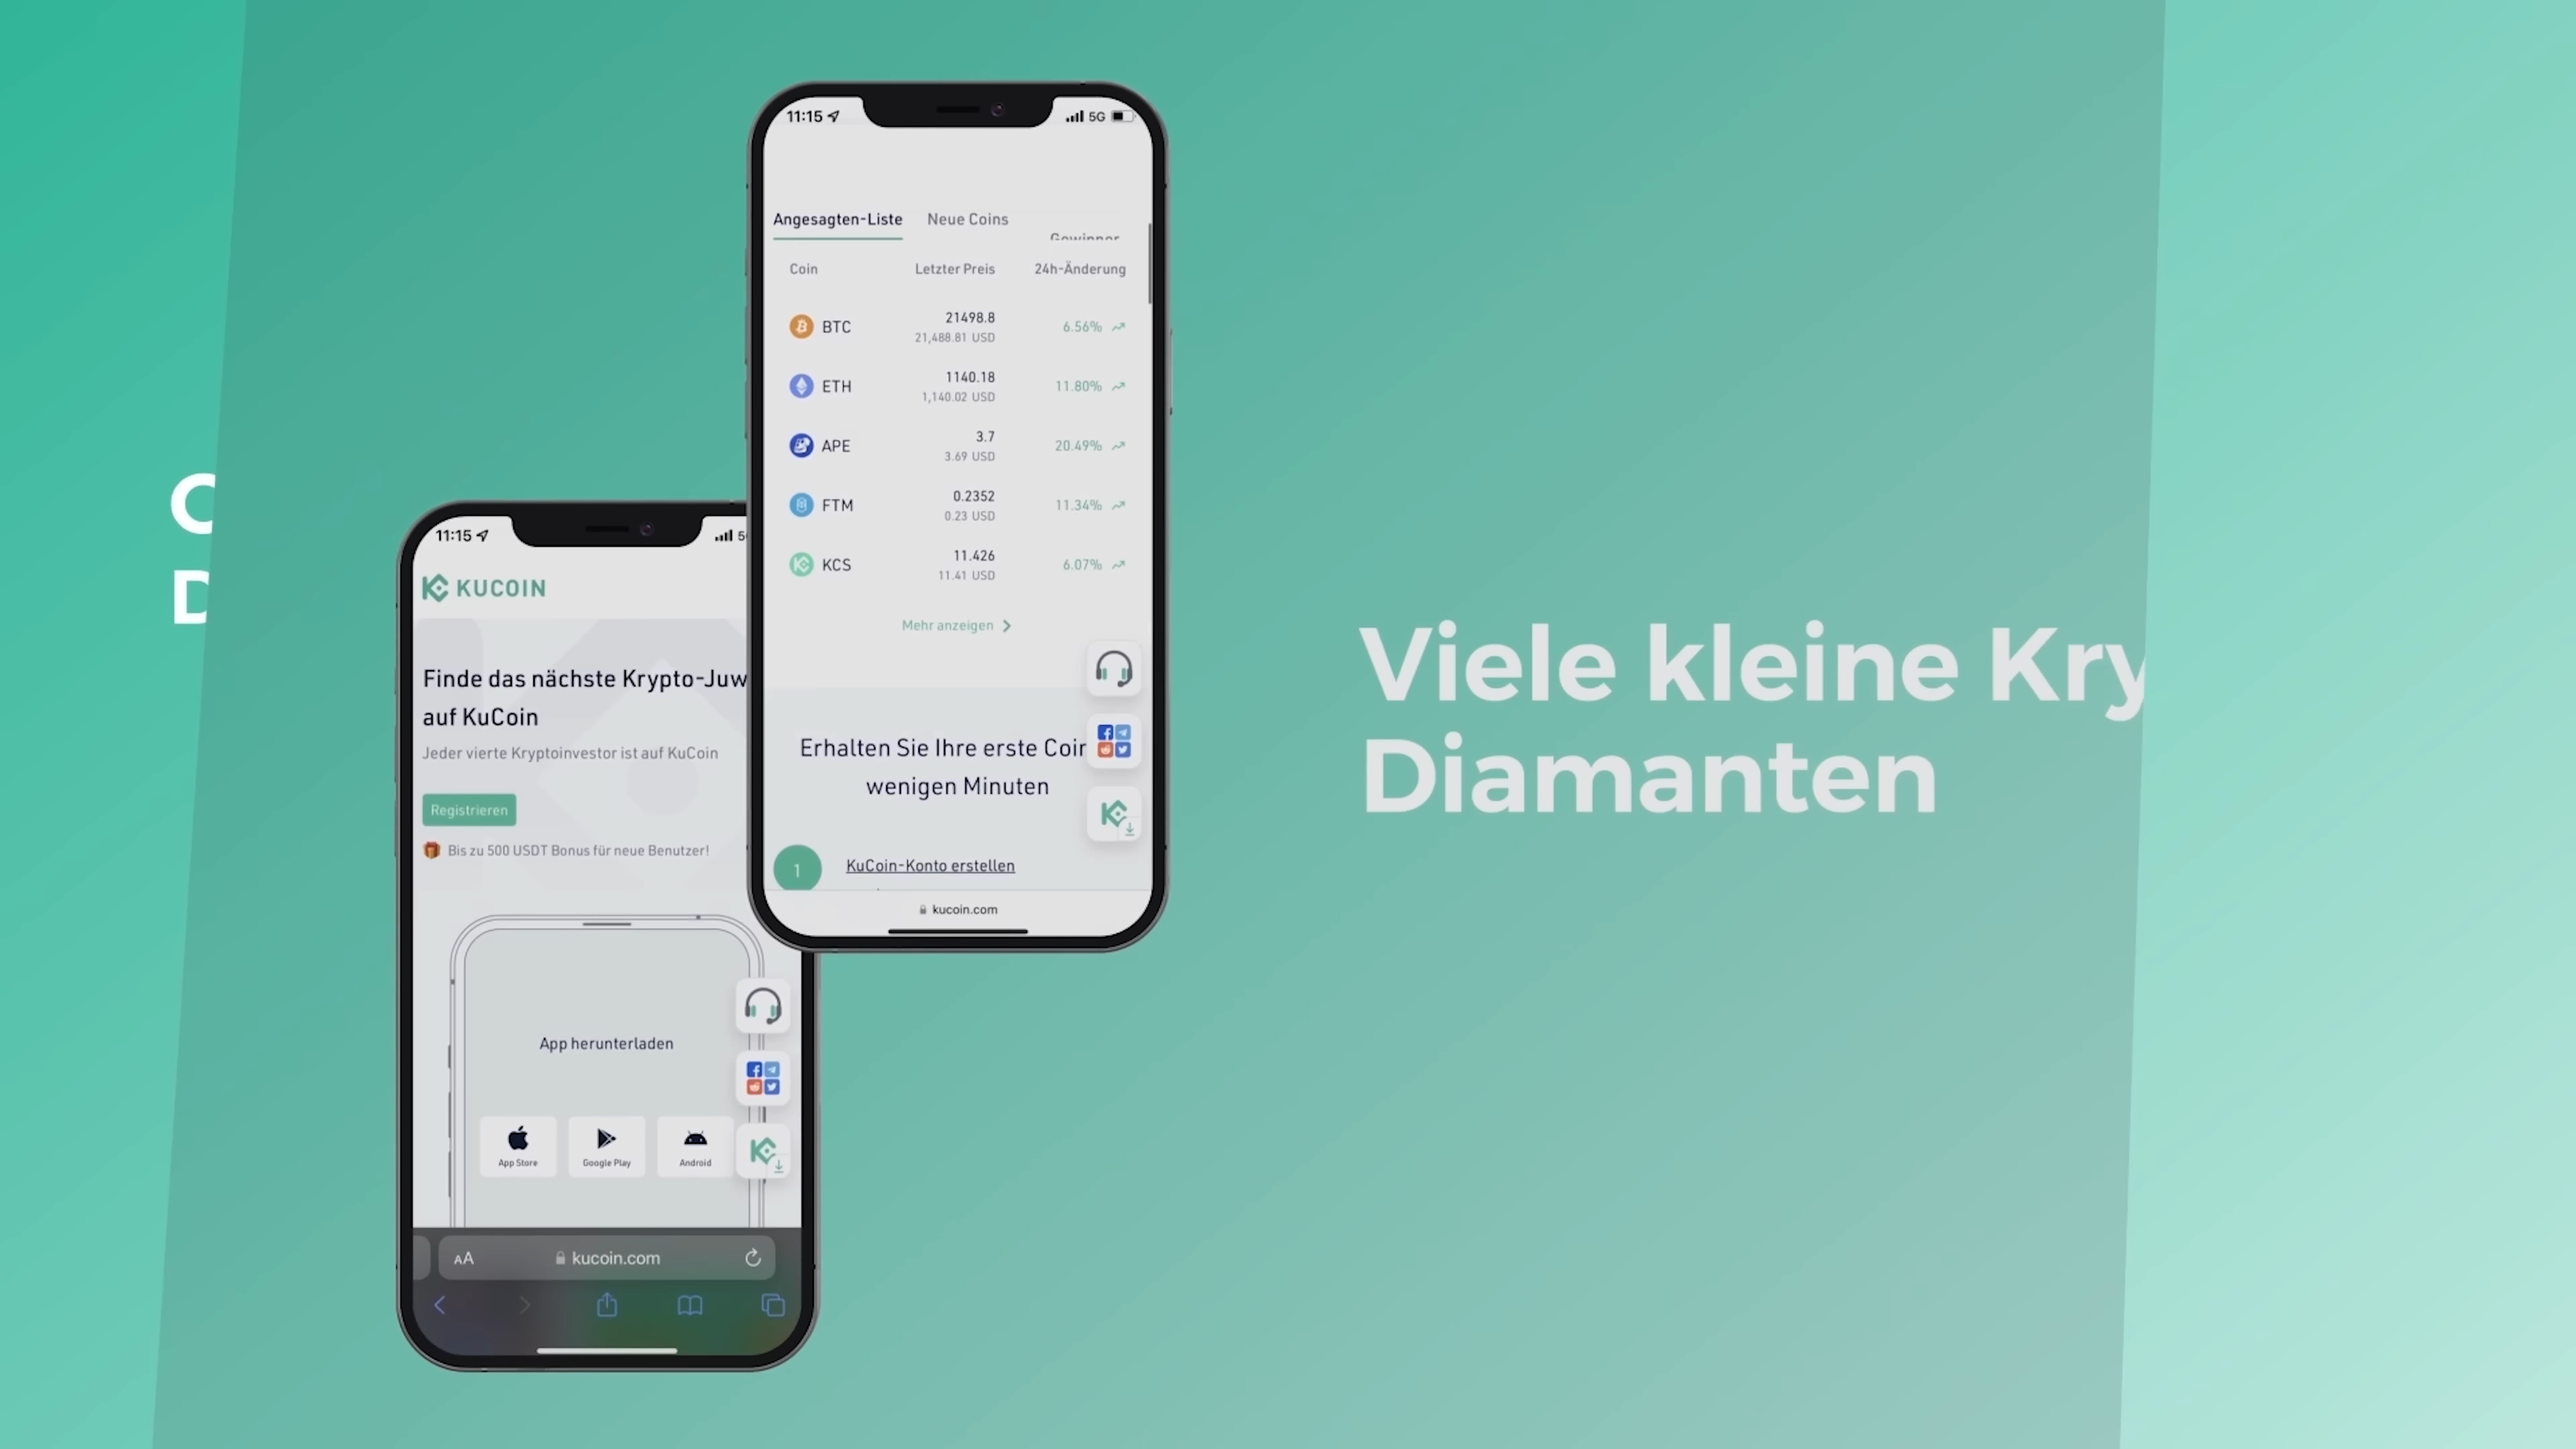 11:15
5G
Angesagten-Liste
Neue Coins
Gewinner
Coin
Letzter Preis
24h-Änderung
BTC
21498.8
21,488.81 USD
6.56%
ETH
1140.18
1,140.02 USD
11.80%
APE
3.7
3.69 USD
20.49%
FTM
0.2352
0.23 USD
11.34%
KCS
11.426
11.41 USD
6.07%
Mehr anzeigen
Erhalten Sie Ihre erste Coin
wenigen Minuten
1
KuCoin-Konto erstellen
kucoin.com
11:15
KUCOIN
Finde das nächste Krypto-Juw
auf KuCoin
Jeder vierte Kryptoinvestor ist auf KuCoin
Registrieren
Bis zu 500 USDT Bonus für neue Benutzer!
App herunterladen
App Store
Google Play
Android
AA
kucoin.com
Viele kleine Kry
Diamanten